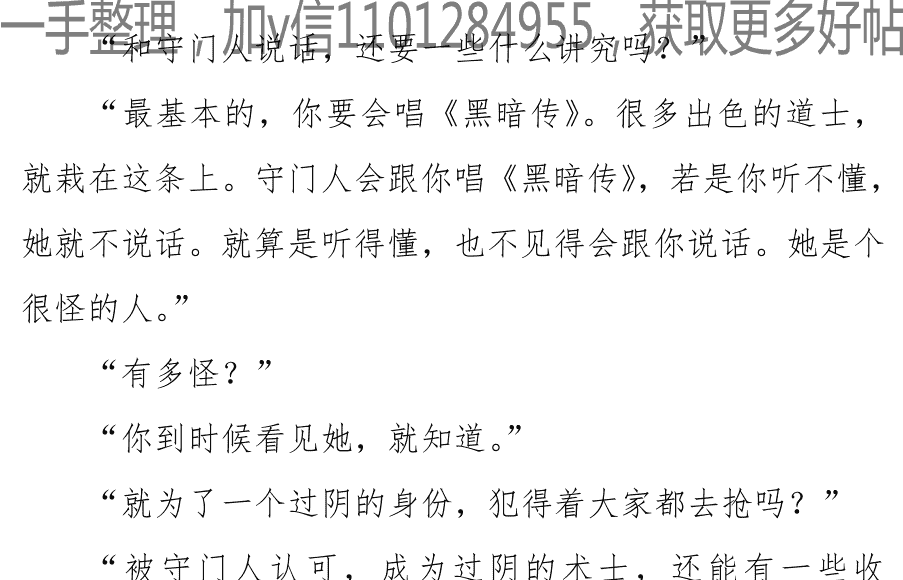 一手整理，加v信1101284955，获取更多好帖
“和守门人说话，还要一些什么讲究吗？”
“最基本的，你要会唱《黑暗传》。很多出色的道士，
就栽在这条上。守门人会跟你唱《黑暗传》，若是你听不懂，
她就不说话。就算是听得懂，也不见得会跟你说话。她是个
很怪的人。”
“有多怪？”
“你到时候看见她，就知道。”
“就为了一个过阴的身份，犯得着大家都去抢吗？”
“被守门人认可，成为过阴的术士，还能有一些收